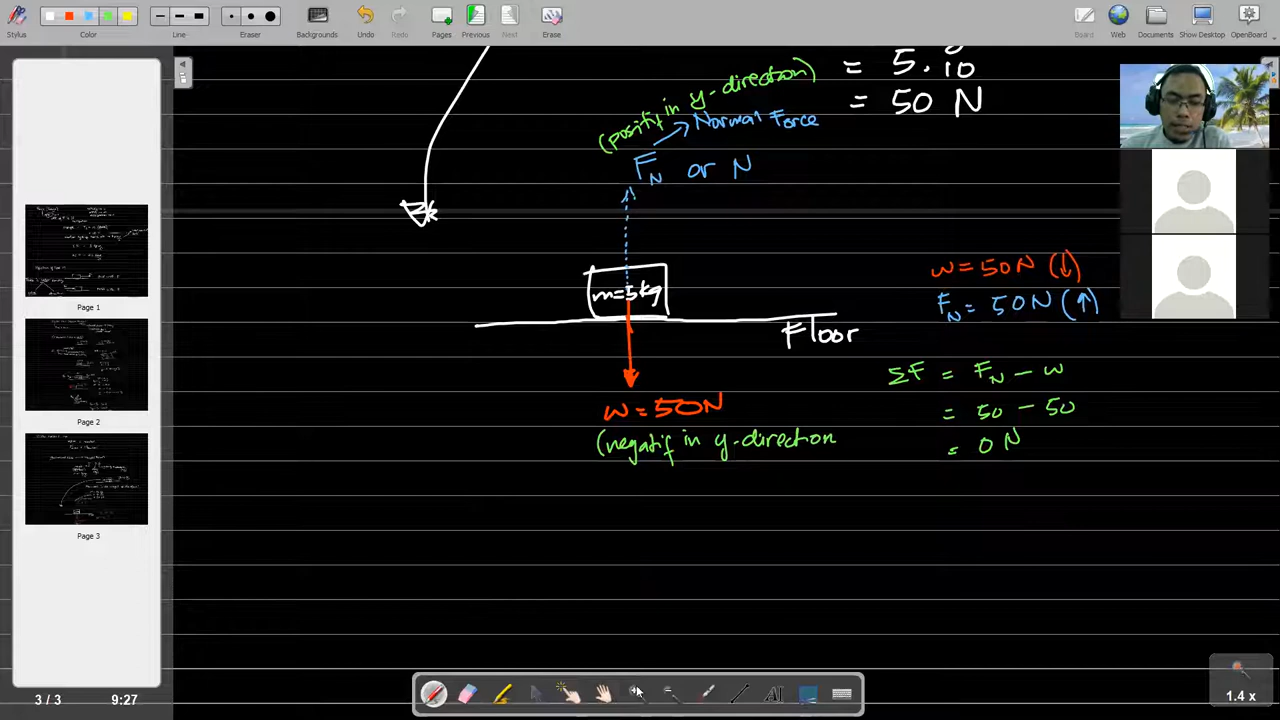 Stylus
Color
Line
Eraser
Backgrounds
Undo
Redo
Pages
Previous
Next
Erase
Board
Web
Documents
Show Desktop
OpenBoard
= 5.10
= 50 N
(positif in y-direction)
Normal Force
F_N or N
m=5kg
Floor
w = 50N
(negatif in y-direction
w = 50N (↓)
F_N = 50N (↑)
ΣF = F_N - w
= 50 - 50
= 0 N
Page 1
Page 2
Page 3
3 / 3
9:27
1.4 x